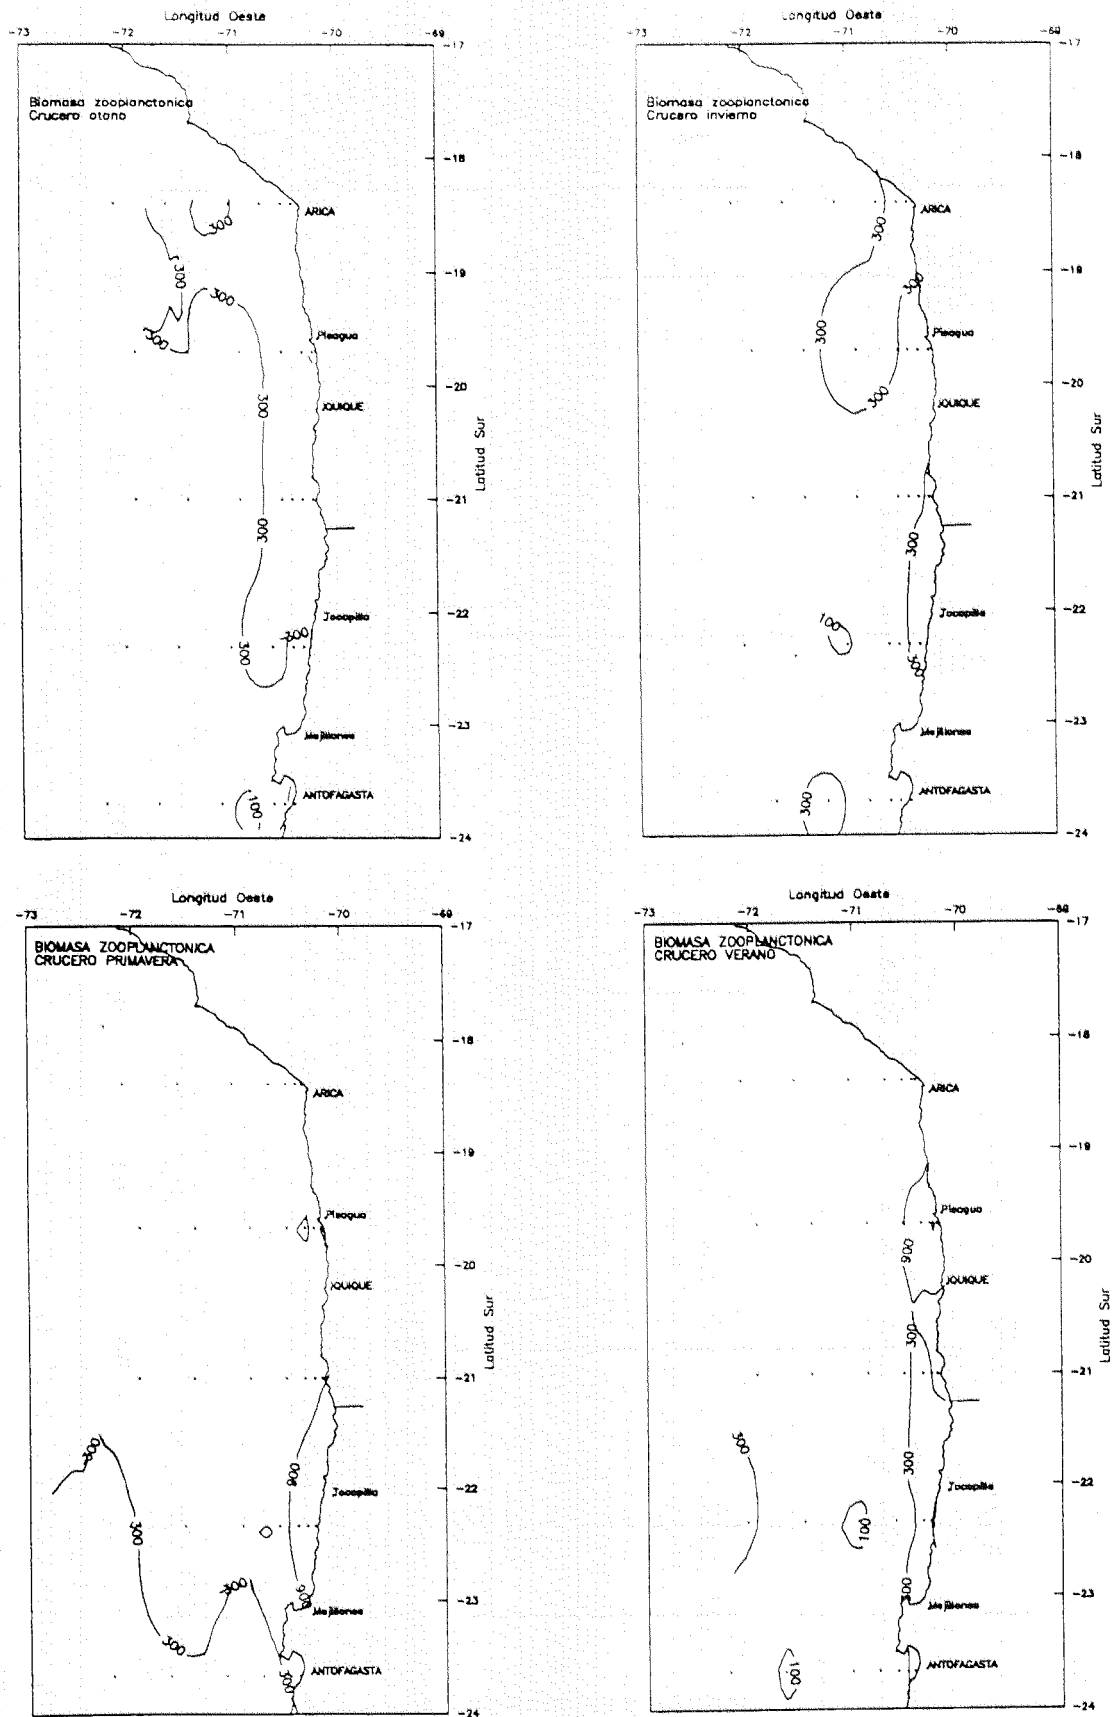 Longitud Oeste
-73 -72 -71 -70 -69
-17
Biomasa zooplanctonica
Crucero otono
-18
ARICA
300
-19
300
300
300
Pisagua
-20
300
IQUIQUE
Latitud Sur
-21
300
-22
Tocopilla
300
300
-23
Mejillones
ANTOFAGASTA
100
-24
Longitud Oeste
-73 -72 -71 -70 -69
-17
Biomasa zooplanctonica
Crucero invierno
-18
ARICA
300
-19
300
300
Pisagua
-20
300
IQUIQUE
Latitud Sur
-21
300
-22
100
Tocopilla
-23
Mejillones
ANTOFAGASTA
300
-24
Longitud Oeste
-73 -72 -71 -70 -69
-17
BIOMASA ZOOPLANCTONICA
CRUCERO PRIMAVERA
-18
ARICA
-19
Pisagua
-20
IQUIQUE
Latitud Sur
-21
300
900
-22
Tocopilla
300
300
900
-23
Mejillones
300
ANTOFAGASTA
300
-24
Longitud Oeste
-73 -72 -71 -70 -69
-17
BIOMASA ZOOPLANCTONICA
CRUCERO VERANO
-18
ARICA
-19
Pisagua
900
-20
IQUIQUE
300
Latitud Sur
-21
300
300
-22
Tocopilla
100
300
-23
Mejillones
ANTOFAGASTA
100
-24